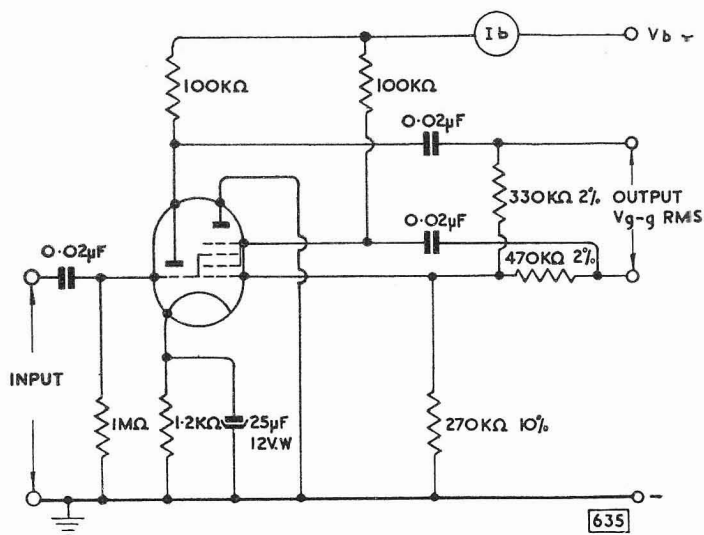 Ib
Vb +
100KΩ
100KΩ
0·02μF
330KΩ 2%
OUTPUT
Vg-g RMS
0·02μF
470KΩ 2%
0·02μF
INPUT
1MΩ
1·2KΩ
25μF
12V.W
270KΩ 10%
-
635